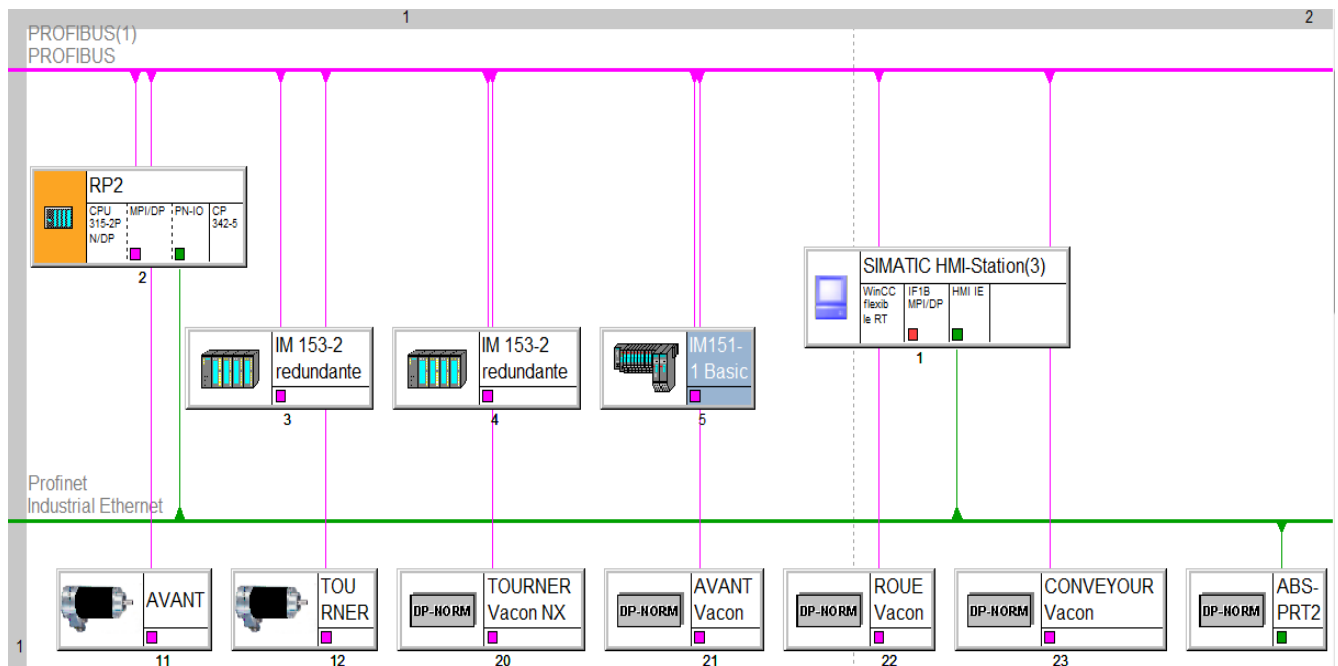 1
2
PROFIBUS(1)
PROFIBUS
RP2
CPU
315-2P
N/DP
MPI/DP
PN-IO
CP
342-5
2
SIMATIC HMI-Station(3)
WinCC
flexib
le RT
IF1B
MPI/DP
HMI IE
1
IM 153-2
redundante
3
IM 153-2
redundante
4
IM151-
1 Basic
5
Profinet
Industrial Ethernet
AVANT
11
TOU
RNER
12
DP-NORM
TOURNER
Vacon NX
20
DP-NORM
AVANT
Vacon
21
DP-NORM
ROUE
Vacon
22
DP-NORM
CONVEYOUR
Vacon
23
DP-NORM
ABS-
PRT2
1